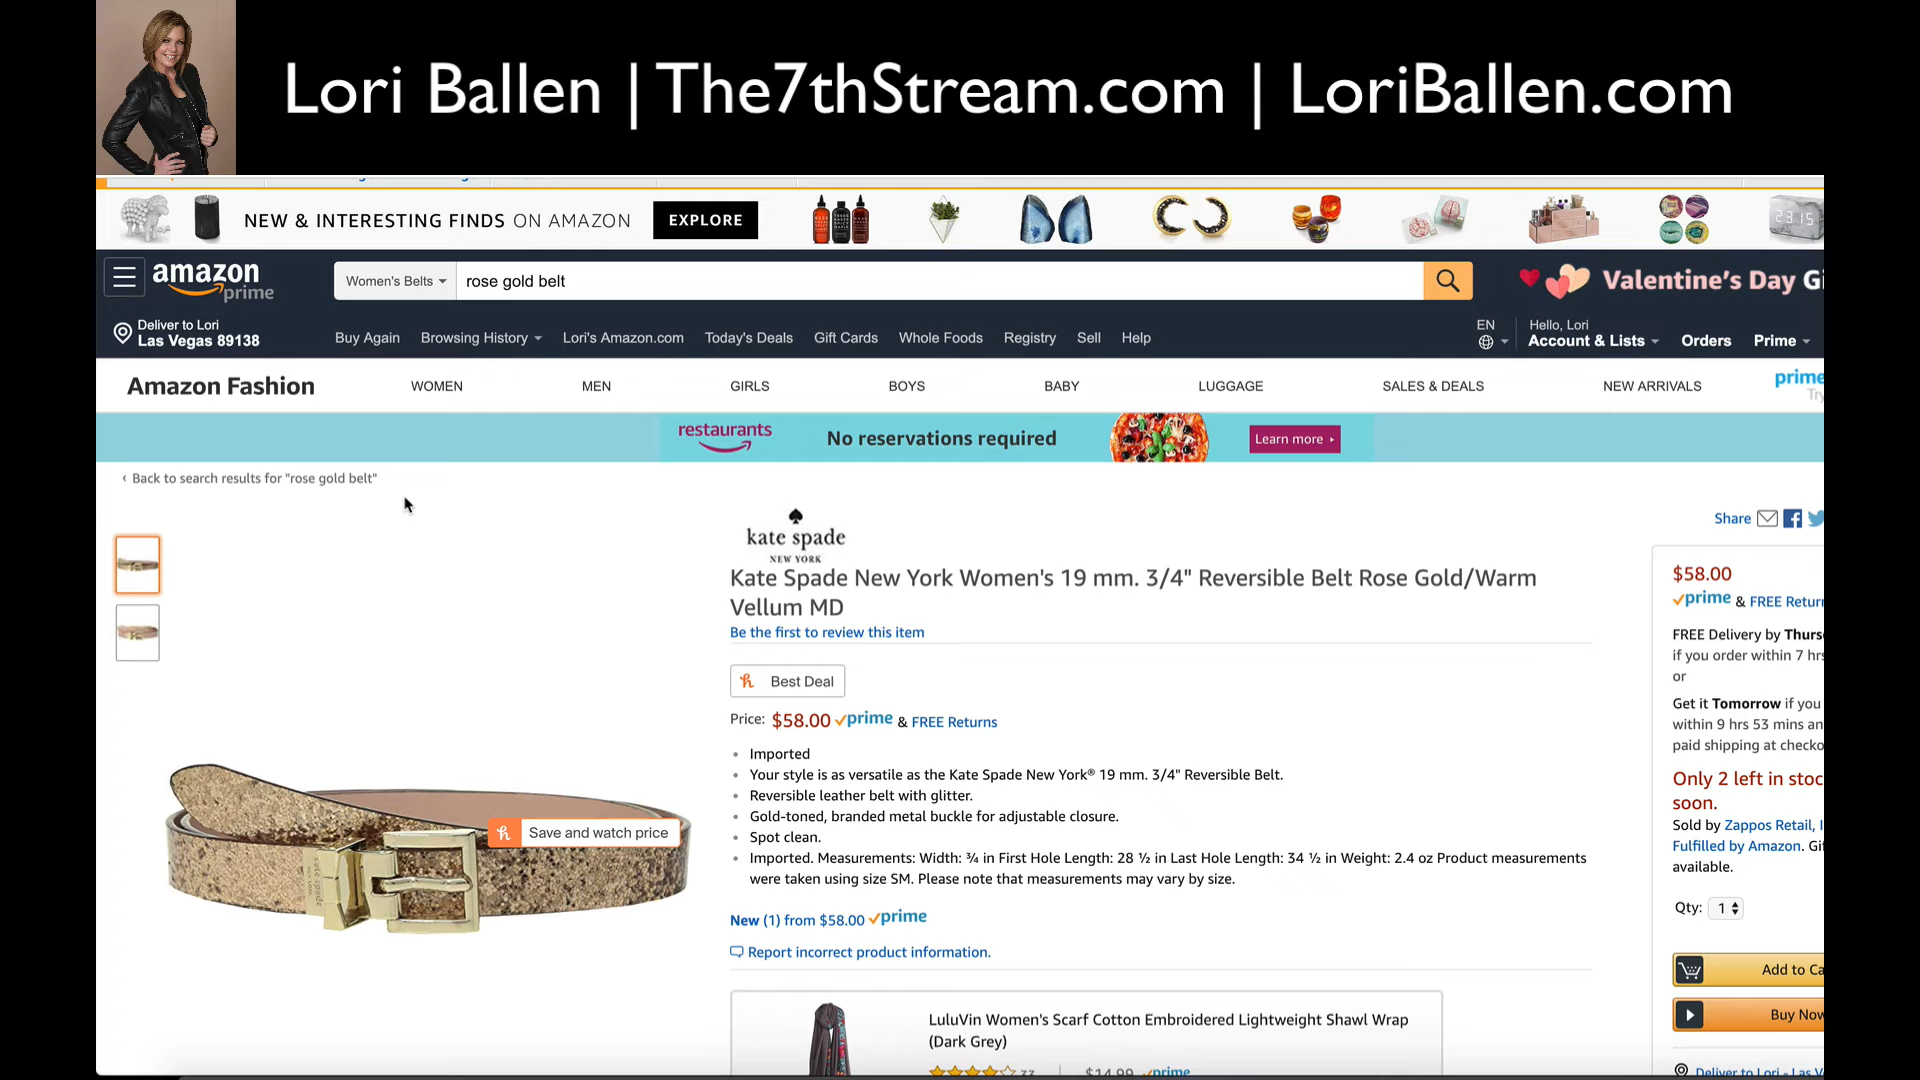 Lori Ballen | The7thStream.com | LoriBallen.com
NEW & INTERESTING FINDS ON AMAZON EXPLORE
23:15
amazon prime
Women's Belts rose gold belt
Valentine's Day
Deliver to Lori
Las Vegas 89138
Buy Again Browsing History Lori's Amazon.com Today's Deals Gift Cards Whole Foods Registry Sell Help
EN
Hello, Lori
Account & Lists Orders Prime
Amazon Fashion WOMEN MEN GIRLS BOYS BABY LUGGAGE SALES & DEALS NEW ARRIVALS prime
restaurants No reservations required Learn more
‹ Back to search results for "rose gold belt"
Share
kate spade
NEW YORK
Kate Spade New York Women's 19 mm. 3/4" Reversible Belt Rose Gold/Warm
Vellum MD
Be the first to review this item
Best Deal
Price: $58.00 prime & FREE Returns
• Imported
• Your style is as versatile as the Kate Spade New York® 19 mm. 3/4" Reversible Belt.
• Reversible leather belt with glitter.
• Gold-toned, branded metal buckle for adjustable closure.
• Spot clean.
• Imported. Measurements: Width: ¾ in First Hole Length: 28 ½ in Last Hole Length: 34 ½ in Weight: 2.4 oz Product measurements
were taken using size SM. Please note that measurements may vary by size.
New (1) from $58.00 prime
Report incorrect product information.
LuluVin Women's Scarf Cotton Embroidered Lightweight Shawl Wrap
(Dark Grey)
$14.99 prime
Save and watch price
$58.00
prime & FREE
FREE Delivery by
if you order within 7
or
Get it Tomorrow if you
within 9 hrs 53 mins
paid shipping at
Only 2 left in
soon.
Sold by Zappos Retail,
Fulfilled by Amazon.
available.
Qty: 1
Add to
Buy
Deliver to Lori - Las